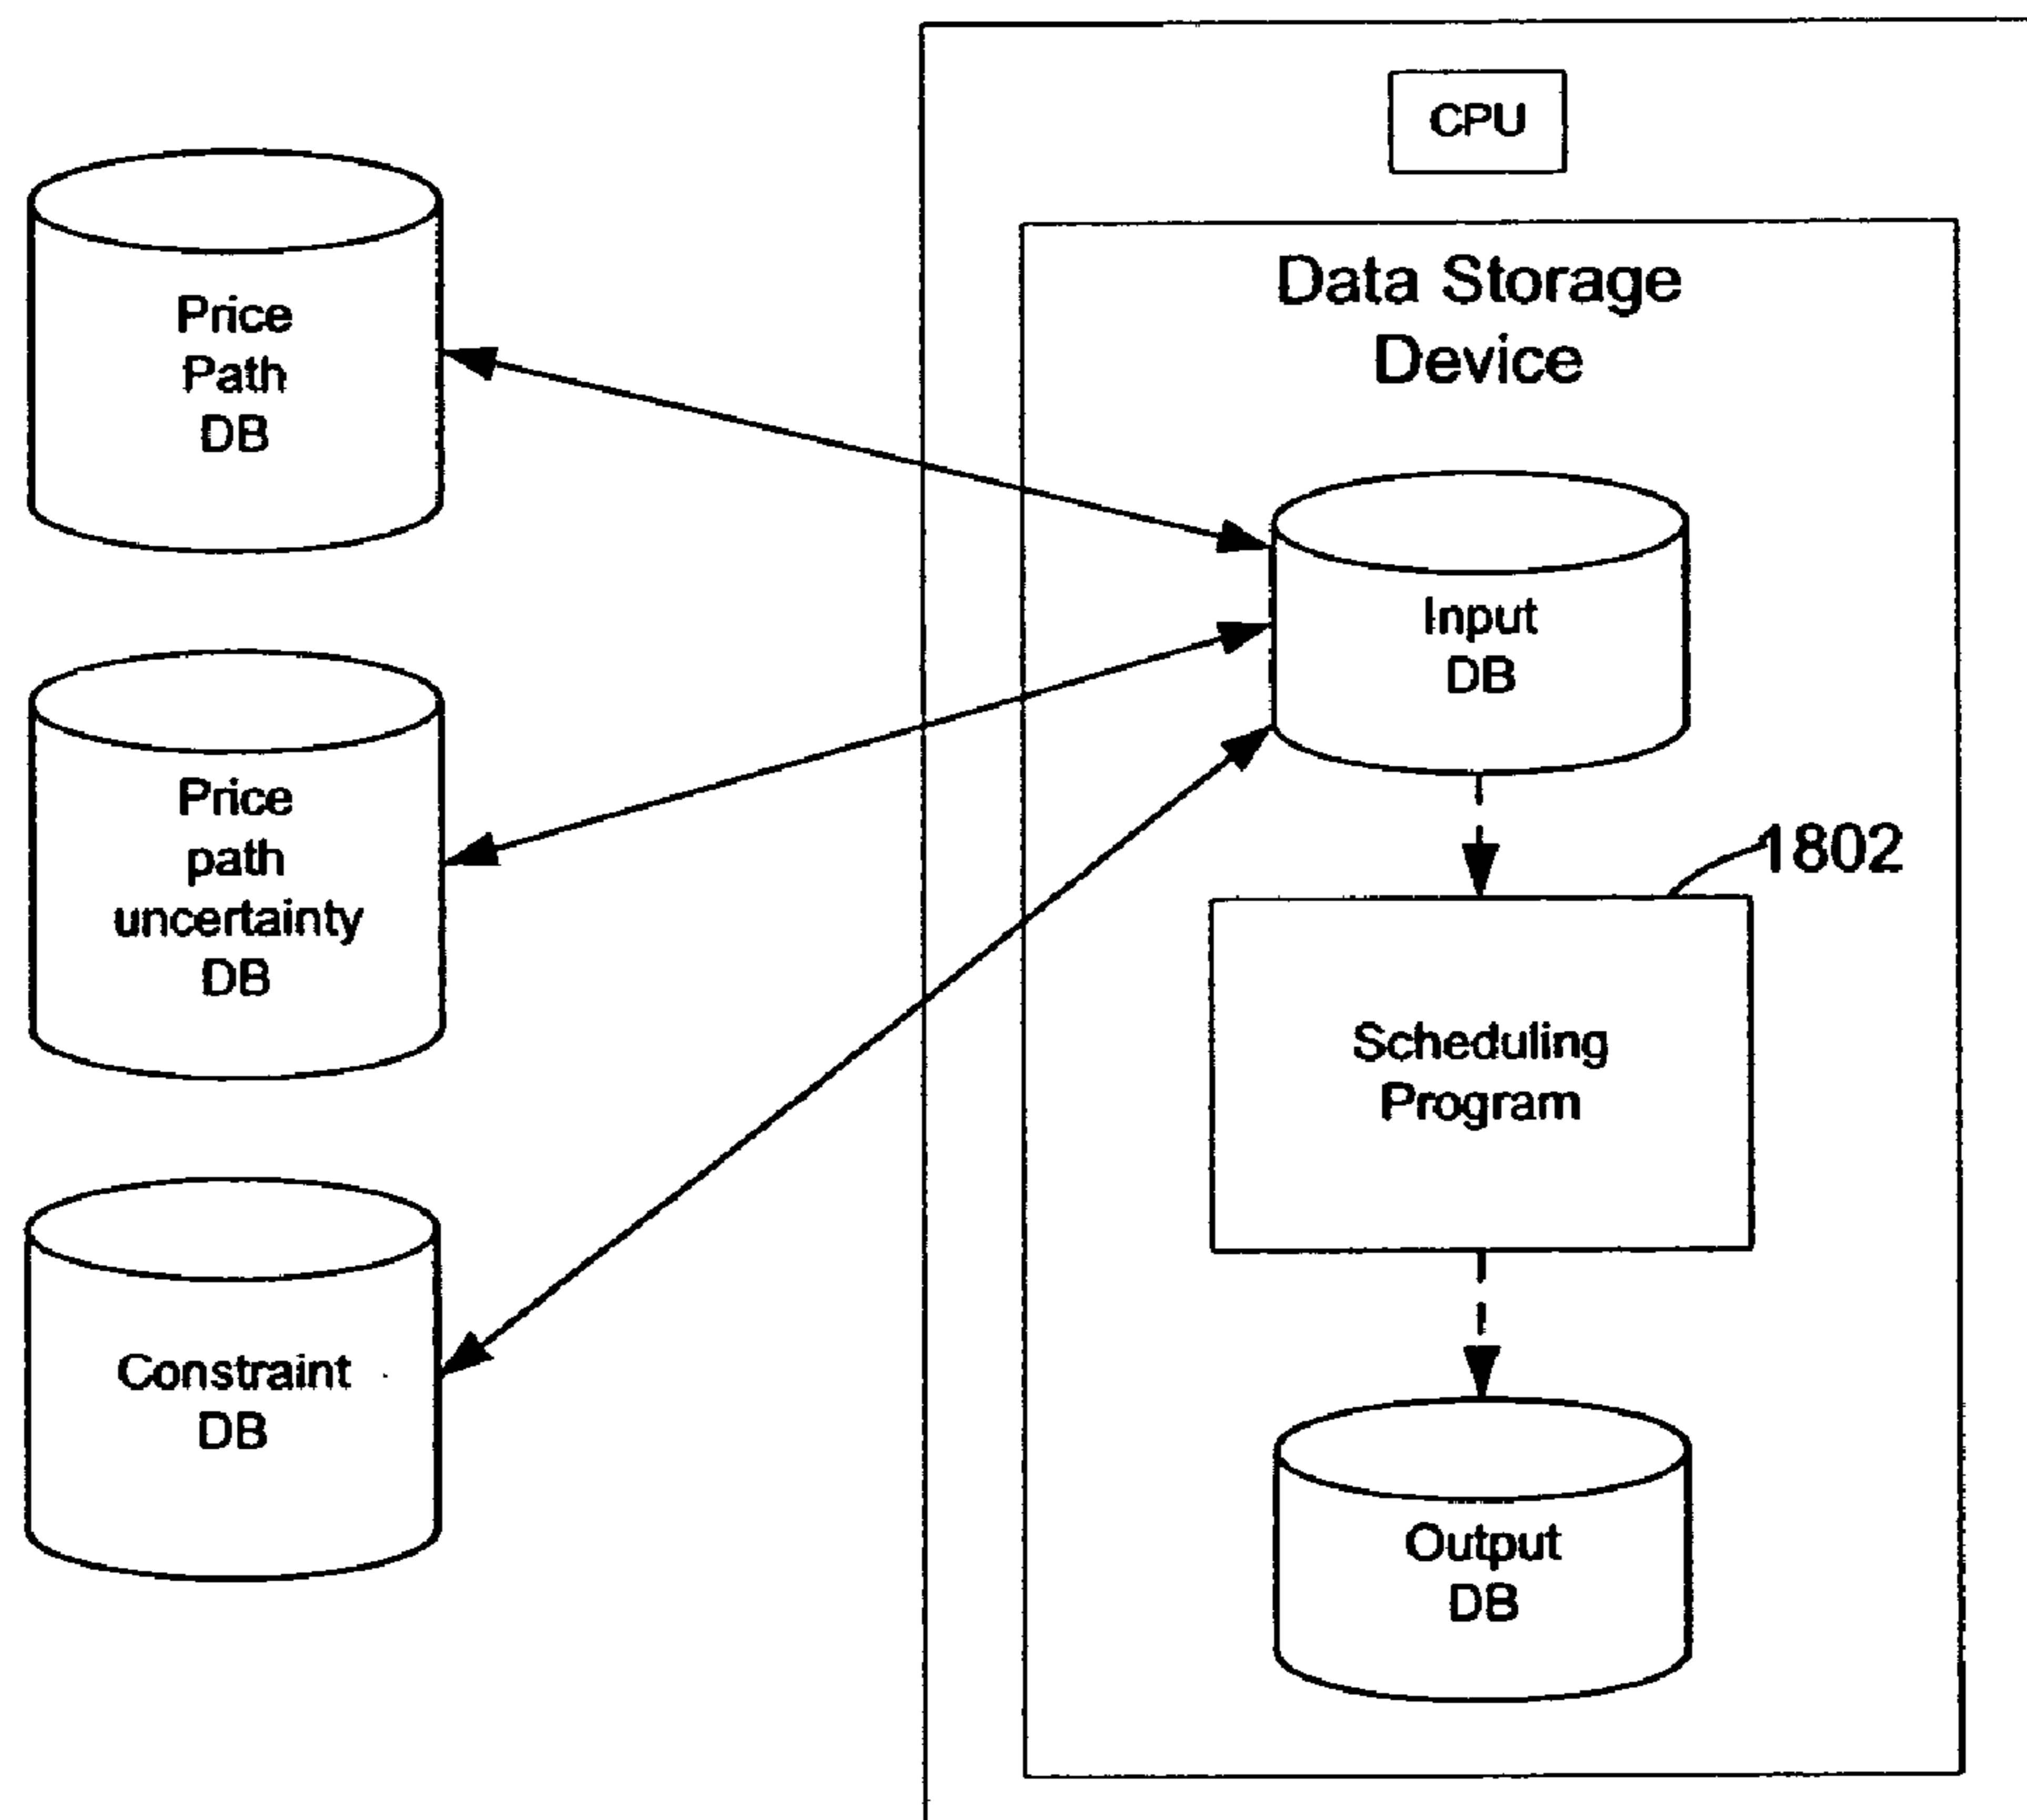 CPU
Data Storage
Device
Price
Path
DB
Input
DB
Price
path
uncertainty
DB
1802
Scheduling
Program
Constraint
DB
Output
DB